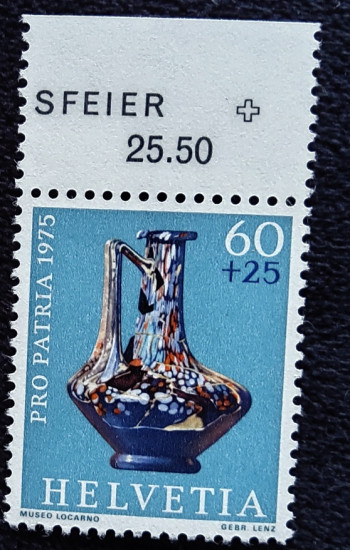 SFEIER
25.50
60
+25
PRO PATRIA 1975
HELVETIA
MUSEO LOCARNO
GEBR. LENZ